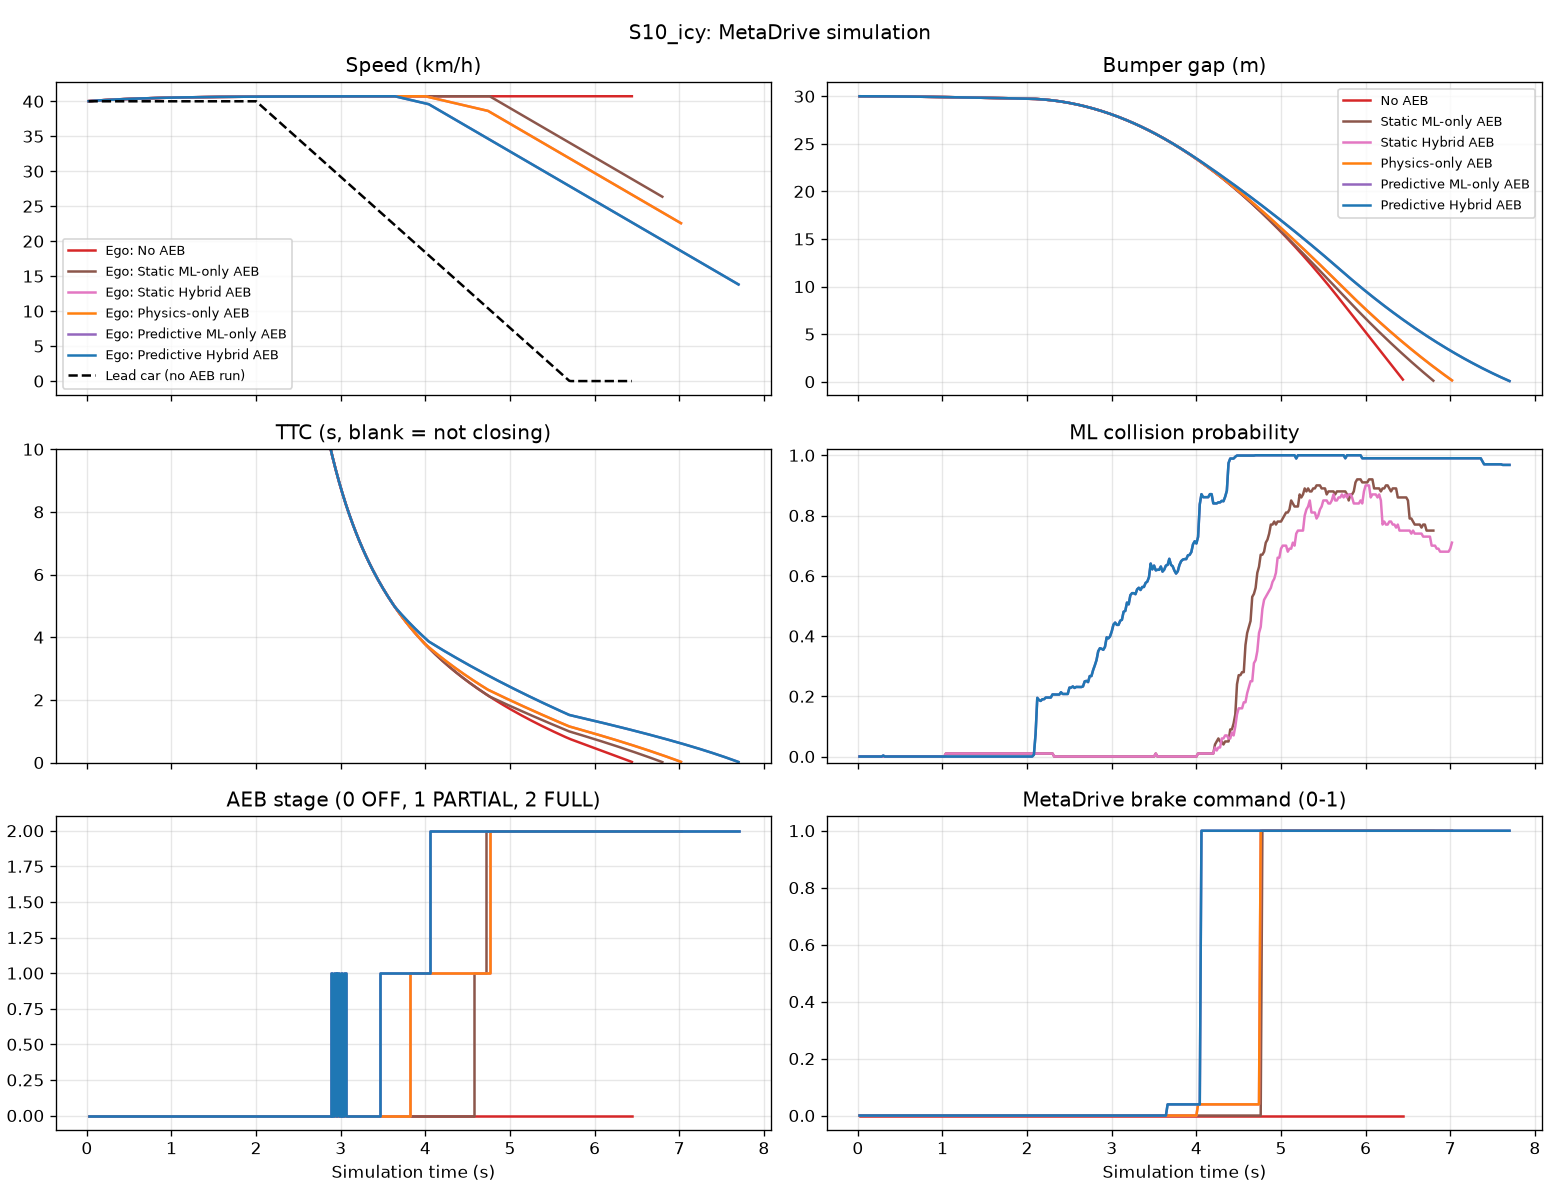 S10_icy: MetaDrive simulation
Speed (km/h)
40
35
30
25
20
15
10
5
0
Ego: No AEB
Ego: Static ML-only AEB
Ego: Static Hybrid AEB
Ego: Physics-only AEB
Ego: Predictive ML-only AEB
Ego: Predictive Hybrid AEB
Lead car (no AEB run)
Bumper gap (m)
30
25
20
15
10
5
0
No AEB
Static ML-only AEB
Static Hybrid AEB
Physics-only AEB
Predictive ML-only AEB
Predictive Hybrid AEB
TTC (s, blank = not closing)
10
8
6
4
2
0
ML collision probability
1.0
0.8
0.6
0.4
0.2
0.0
AEB stage (0 OFF, 1 PARTIAL, 2 FULL)
2.00
1.75
1.50
1.25
1.00
0.75
0.50
0.25
0.00
0 1 2 3 4 5 6 7 8
Simulation time (s)
MetaDrive brake command (0-1)
1.0
0.8
0.6
0.4
0.2
0.0
0 1 2 3 4 5 6 7 8
Simulation time (s)